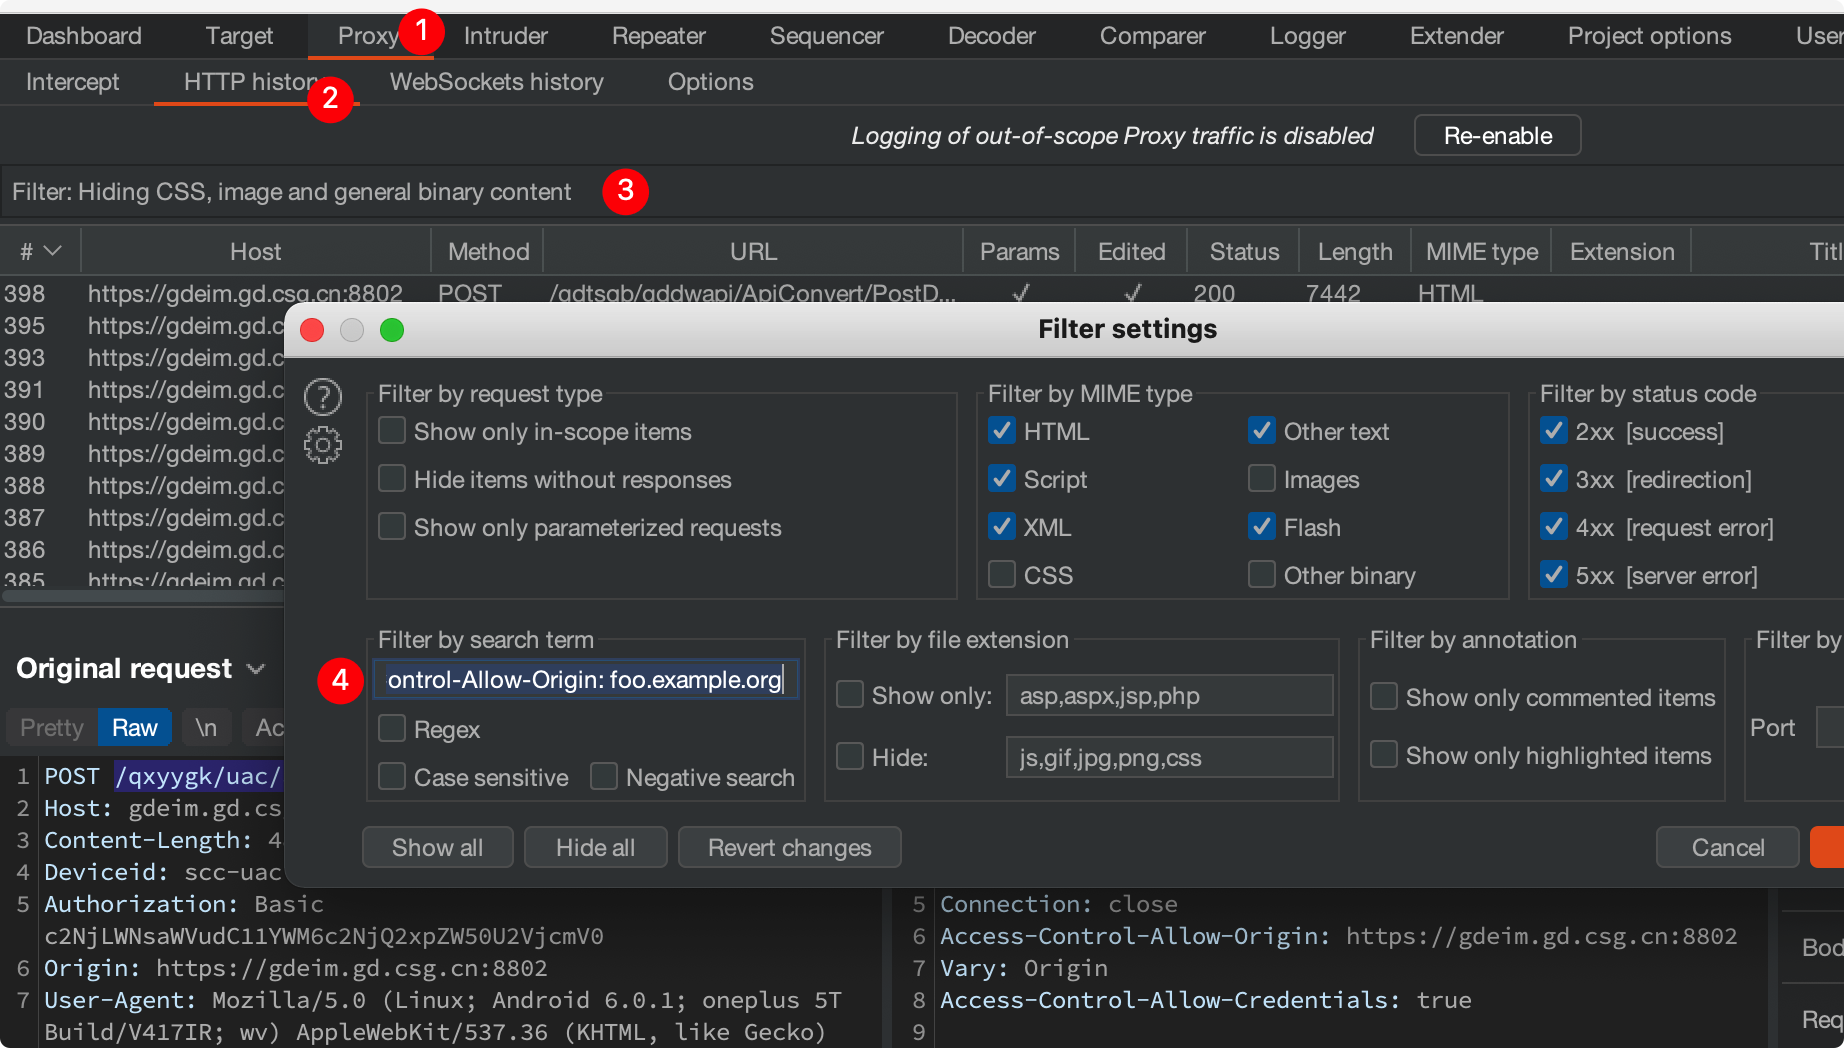 Dashboard Target Proxy 1 Intruder Repeater Sequencer Decoder Comparer Logger Extender Project options User
Intercept HTTP history 2 WebSockets history Options
Logging of out-of-scope Proxy traffic is disabled Re-enable
Filter: Hiding CSS, image and general binary content 3
# Host Method URL Params Edited Status Length MIME type Extension Titl
398 https://gdeim.gd.csg.cn:8802 POST /gdtsgb/gddwapi/ApiConvert/PostD... ✓ ✓ 200 7442 HTML
395 https://gdeim.gd.c
393 https://gdeim.gd.c
391 https://gdeim.gd.c
390 https://gdeim.gd.c
389 https://gdeim.gd.c
388 https://gdeim.gd.c
387 https://gdeim.gd.c
386 https://gdeim.gd.c
385 https://gdeim.gd.c
Filter settings
?
Filter by request type
Show only in-scope items
Hide items without responses
Show only parameterized requests
Filter by MIME type
HTML Other text
Script Images
XML Flash
CSS Other binary
Filter by status code
2xx [success]
3xx [redirection]
4xx [request error]
5xx [server error]
Filter by search term
4 ontrol-Allow-Origin: foo.example.org
Regex
Case sensitive Negative search
Filter by file extension
Show only: asp,aspx,jsp,php
Hide: js,gif,jpg,png,css
Filter by annotation
Show only commented items
Show only highlighted items
Filter by
Port
Show all Hide all Revert changes Cancel
Original request
Pretty Raw \n Ac
1 POST /qxyygk/uac/
2 Host: gdeim.gd.cs
3 Content-Length: 4
4 Deviceid: scc-uac
5 Authorization: Basic
c2NjLWNsaWVudC11YWM6c2NjQ2xpZW50U2VjcmV0
6 Origin: https://gdeim.gd.csg.cn:8802
7 User-Agent: Mozilla/5.0 (Linux; Android 6.0.1; oneplus 5T
Build/V417IR; wv) AppleWebKit/537.36 (KHTML, like Gecko)
5 Connection: close
6 Access-Control-Allow-Origin: https://gdeim.gd.csg.cn:8802
7 Vary: Origin
8 Access-Control-Allow-Credentials: true
9
Bod
Req